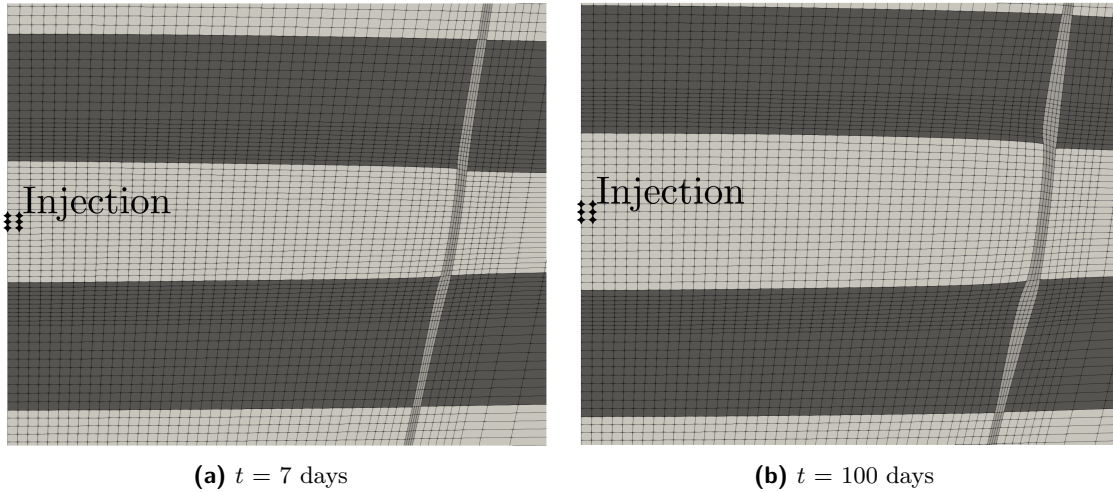 Injection
Injection
(a) t = 7 days
(b) t = 100 days